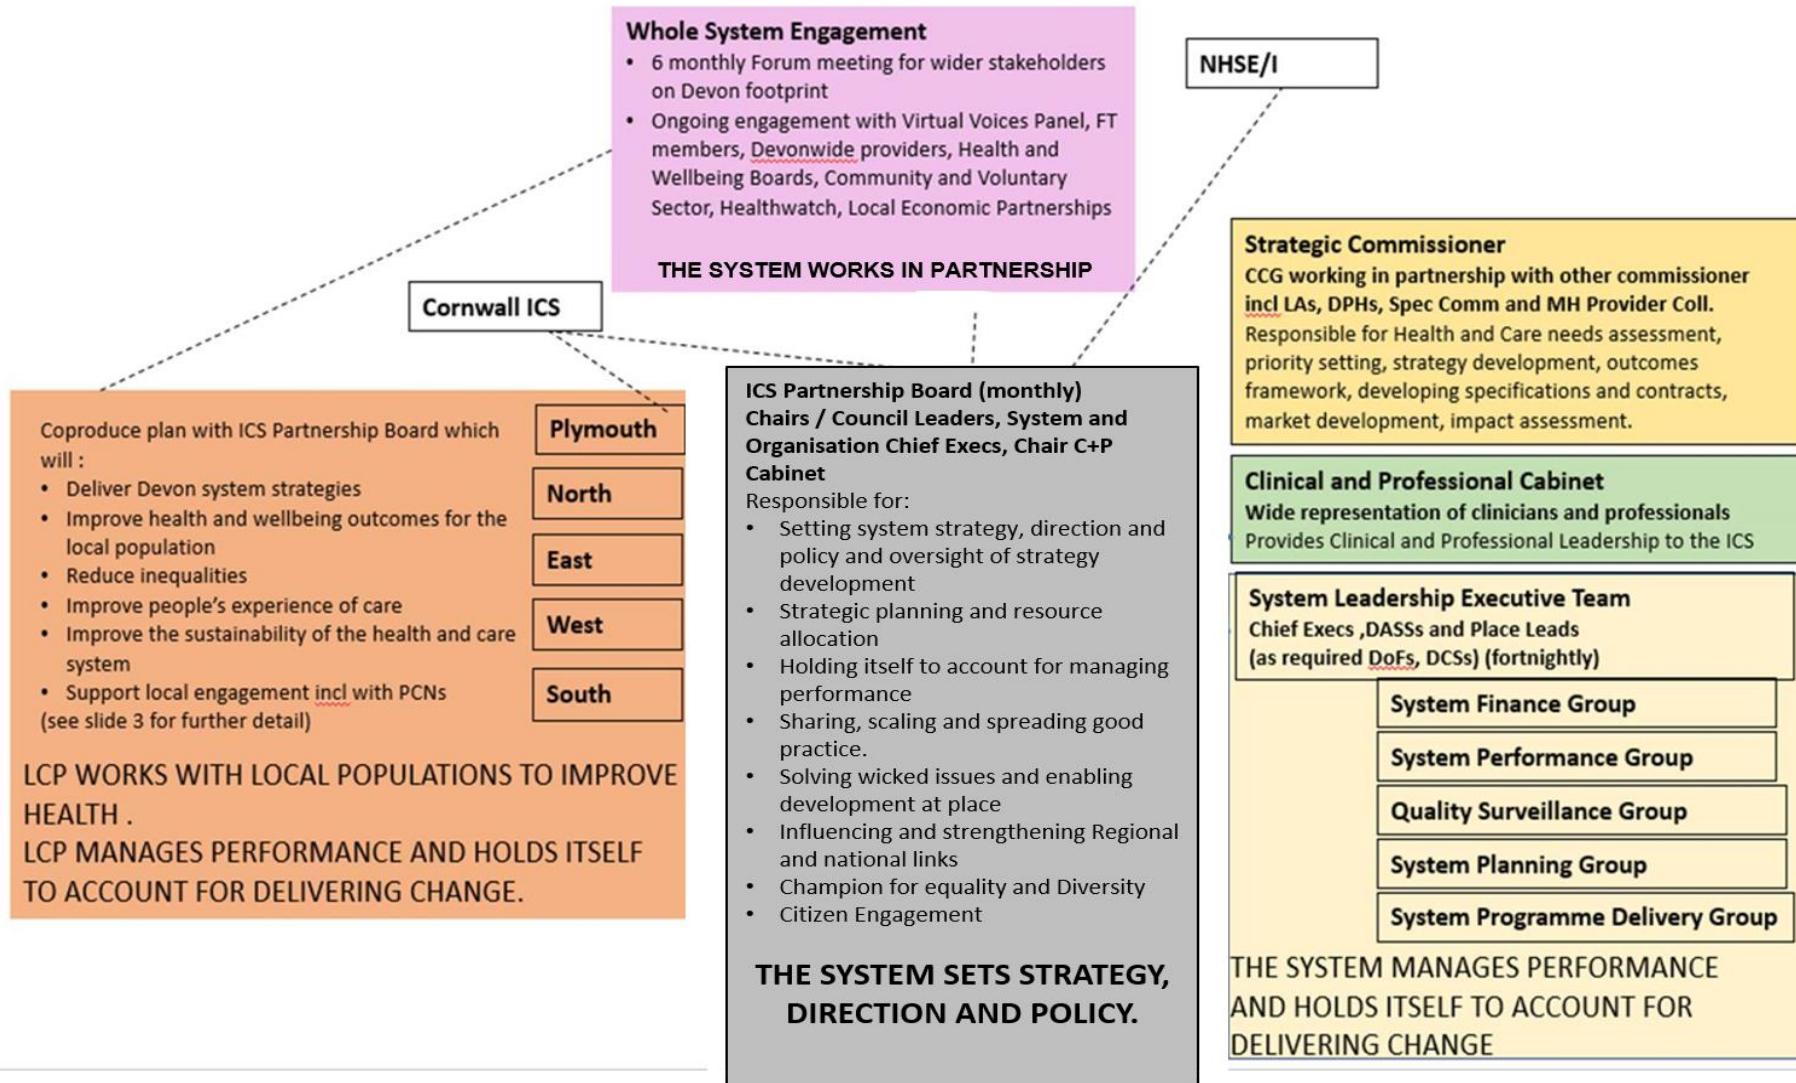 Whole System Engagement
• 6 monthly Forum meeting for wider stakeholders
on Devon footprint
• Ongoing engagement with Virtual Voices Panel, FT
members, Devonwide providers, Health and
Wellbeing Boards, Community and Voluntary
Sector, Healthwatch, Local Economic Partnerships
THE SYSTEM WORKS IN PARTNERSHIP
NHSE/I
Cornwall ICS
Coproduce plan with ICS Partnership Board which
will :
• Deliver Devon system strategies
• Improve health and wellbeing outcomes for the
local population
• Reduce inequalities
• Improve people’s experience of care
• Improve the sustainability of the health and care
system
• Support local engagement incl with PCNs
(see slide 3 for further detail)
Plymouth
North
East
West
South
LCP WORKS WITH LOCAL POPULATIONS TO IMPROVE
HEALTH .
LCP MANAGES PERFORMANCE AND HOLDS ITSELF
TO ACCOUNT FOR DELIVERING CHANGE.
ICS Partnership Board (monthly)
Chairs / Council Leaders, System and
Organisation Chief Execs, Chair C+P
Cabinet
Responsible for:
• Setting system strategy, direction and
policy and oversight of strategy
development
• Strategic planning and resource
allocation
• Holding itself to account for managing
performance
• Sharing, scaling and spreading good
practice.
• Solving wicked issues and enabling
development at place
• Influencing and strengthening Regional
and national links
• Champion for equality and Diversity
• Citizen Engagement
THE SYSTEM SETS STRATEGY,
DIRECTION AND POLICY.
Strategic Commissioner
CCG working in partnership with other commissioner
incl LAs, DPHs, Spec Comm and MH Provider Coll.
Responsible for Health and Care needs assessment,
priority setting, strategy development, outcomes
framework, developing specifications and contracts,
market development, impact assessment.
Clinical and Professional Cabinet
Wide representation of clinicians and professionals
Provides Clinical and Professional Leadership to the ICS
System Leadership Executive Team
Chief Execs ,DASSs and Place Leads
(as required DoFs, DCSs) (fortnightly)
System Finance Group
System Performance Group
Quality Surveillance Group
System Planning Group
System Programme Delivery Group
THE SYSTEM MANAGES PERFORMANCE
AND HOLDS ITSELF TO ACCOUNT FOR
DELIVERING CHANGE